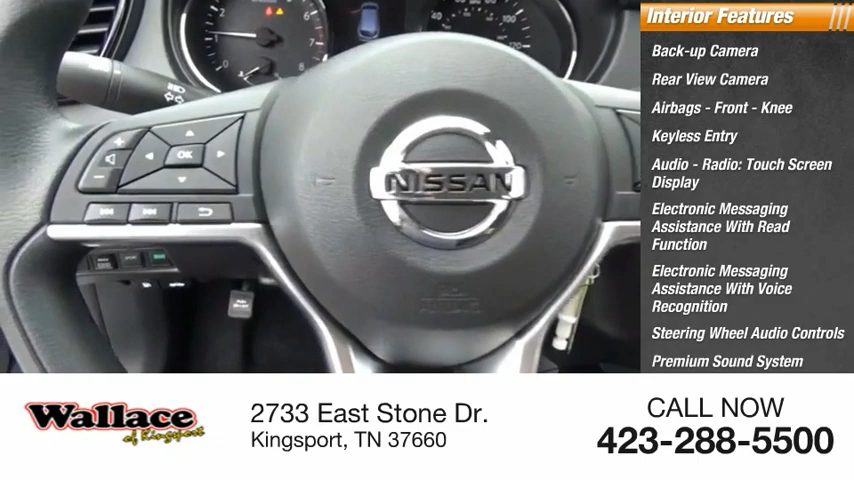 Interior Features
Back-up Camera
Rear View Camera
Airbags - Front - Knee
Keyless Entry
Audio - Radio: Touch Screen
Display
Electronic Messaging
Assistance With Read
Function
Electronic Messaging
Assistance With Voice
Recognition
Steering Wheel Audio Controls
Premium Sound System
OK
NISSAN
Wallace
of Kingsport
2733 East Stone Dr.
Kingsport, TN 37660
CALL NOW
423-288-5500